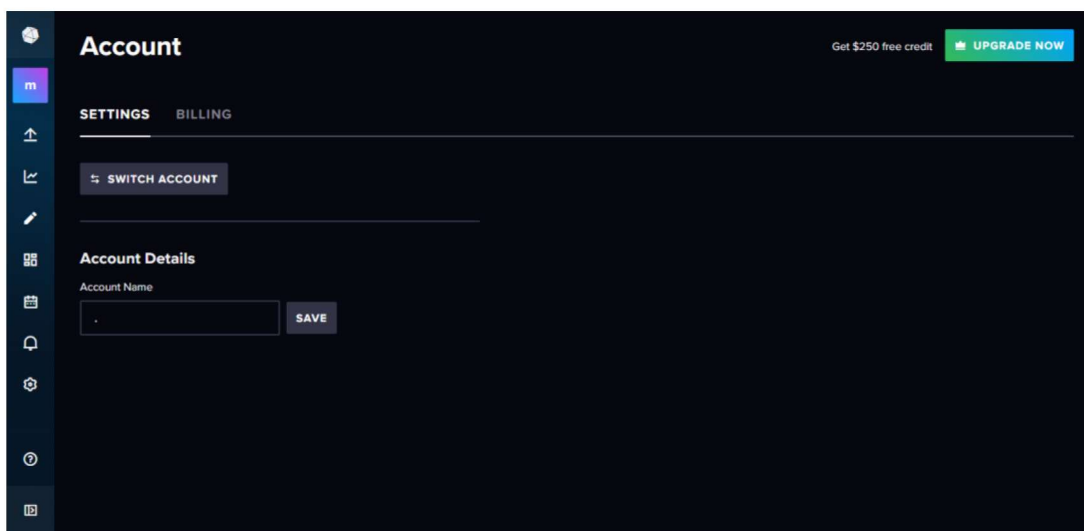 Account
Get $250 free credit
UPGRADE NOW
m
SETTINGS BILLING
SWITCH ACCOUNT
Account Details
Account Name
.
SAVE